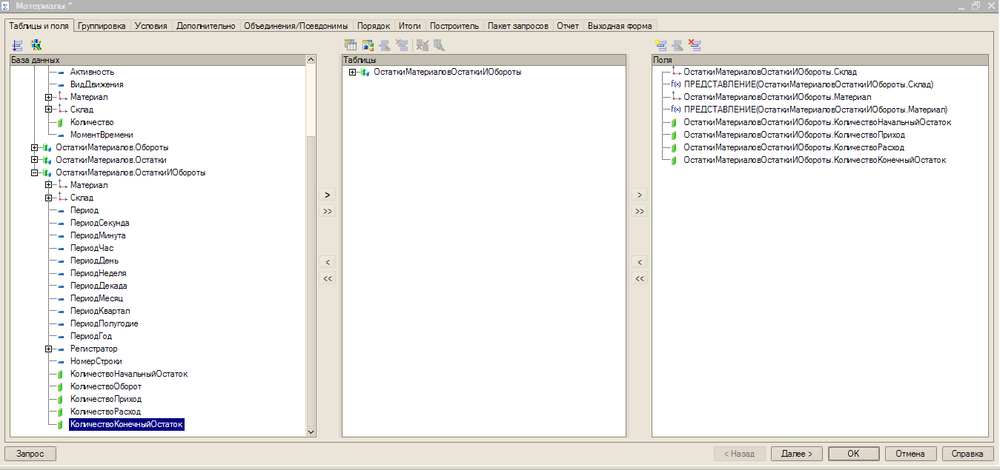 Материалы *
Таблицы и поля Группировка Условия Дополнительно Объединения/Псевдонимы Порядок Итоги Построитель Пакет запросов Отчет Выходная форма
База данных
Активность
ВидДвижения
Материал
Склад
Количество
МоментВремени
ОстаткиМатериалов.Обороты
ОстаткиМатериалов.Остатки
ОстаткиМатериалов.ОстаткиИОбороты
Материал
Склад
Период
ПериодСекунда
ПериодМинута
ПериодЧас
ПериодДень
ПериодНеделя
ПериодДекада
ПериодМесяц
ПериодКвартал
ПериодПолугодие
ПериодГод
Регистратор
НомерСтроки
КоличествоНачальныйОстаток
КоличествоОборот
КоличествоПриход
КоличествоРасход
КоличествоКонечныйОстаток
>
>>
<
<<
Таблицы
ОстаткиМатериаловОстаткиИОбороты
>
>>
<
<<
Поля
ОстаткиМатериаловОстаткиИОбороты.Склад
f(x) ПРЕДСТАВЛЕНИЕ(ОстаткиМатериаловОстаткиИОбороты.Склад)
ОстаткиМатериаловОстаткиИОбороты.Материал
f(x) ПРЕДСТАВЛЕНИЕ(ОстаткиМатериаловОстаткиИОбороты.Материал)
ОстаткиМатериаловОстаткиИОбороты.КоличествоНачальныйОстаток
ОстаткиМатериаловОстаткиИОбороты.КоличествоПриход
ОстаткиМатериаловОстаткиИОбороты.КоличествоРасход
ОстаткиМатериаловОстаткиИОбороты.КоличествоКонечныйОстаток
Запрос < Назад Далее > OK Отмена Справка